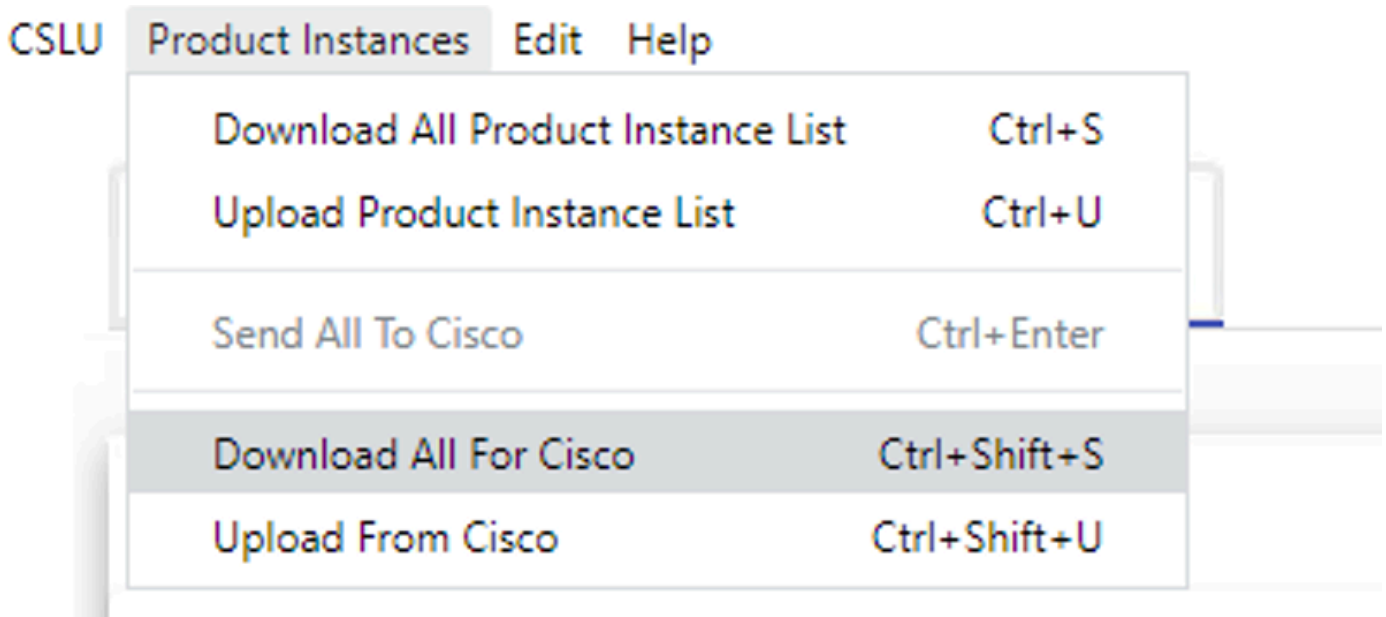 CSLU Product Instances Edit Help
Download All Product Instance List Ctrl+S
Upload Product Instance List Ctrl+U
Send All To Cisco Ctrl+Enter
Download All For Cisco Ctrl+Shift+S
Upload From Cisco Ctrl+Shift+U